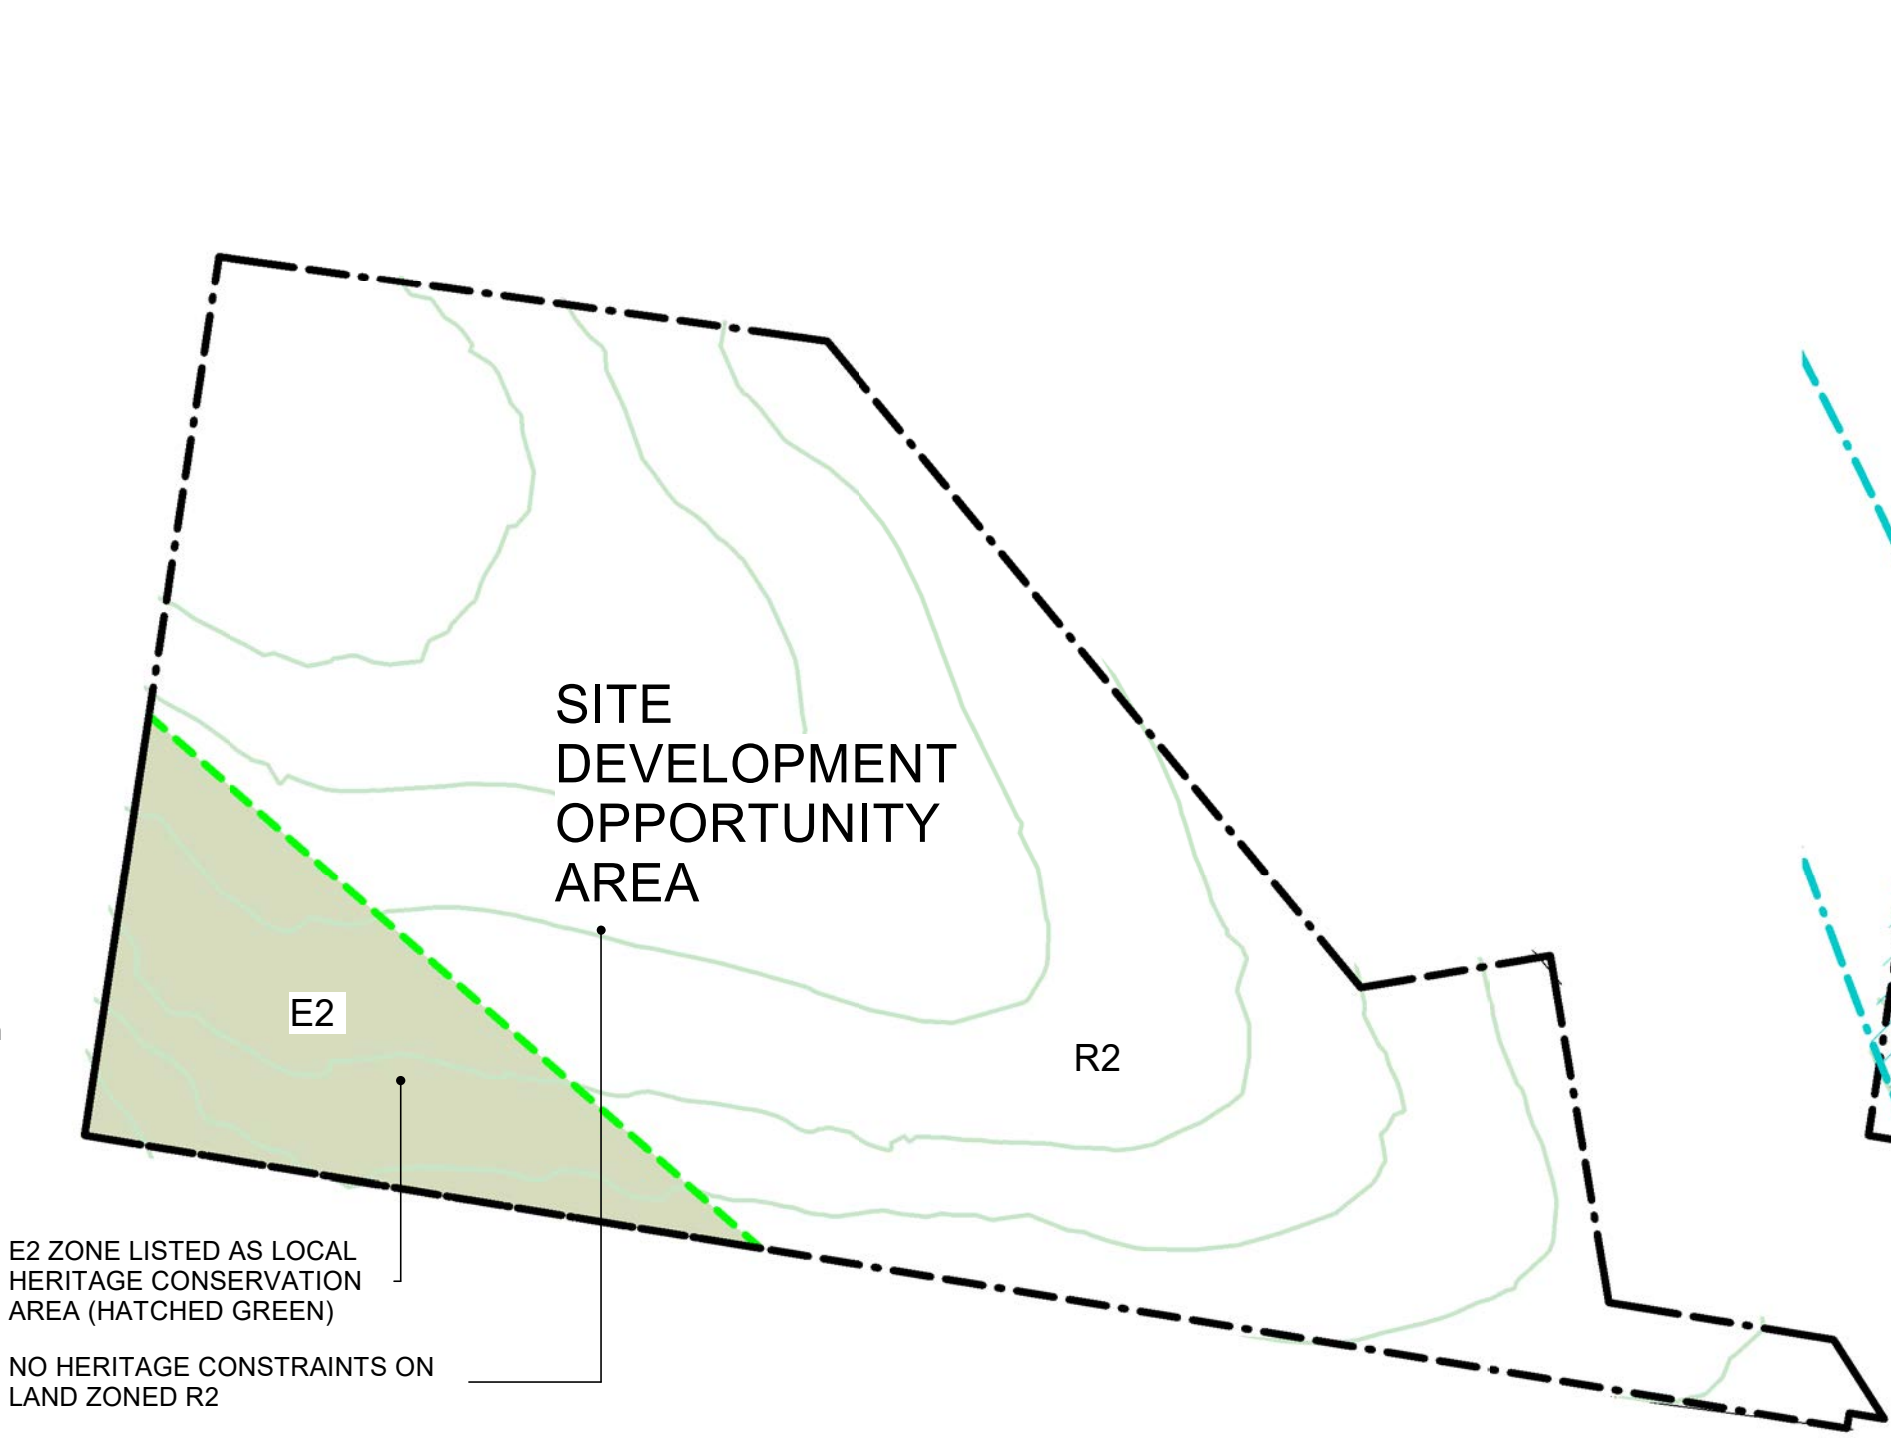 SITE
DEVELOPMENT
OPPORTUNITY
AREA
E2
R2
E2 ZONE LISTED AS LOCAL
HERITAGE CONSERVATION
AREA (HATCHED GREEN)
NO HERITAGE CONSTRAINTS ON
LAND ZONED R2